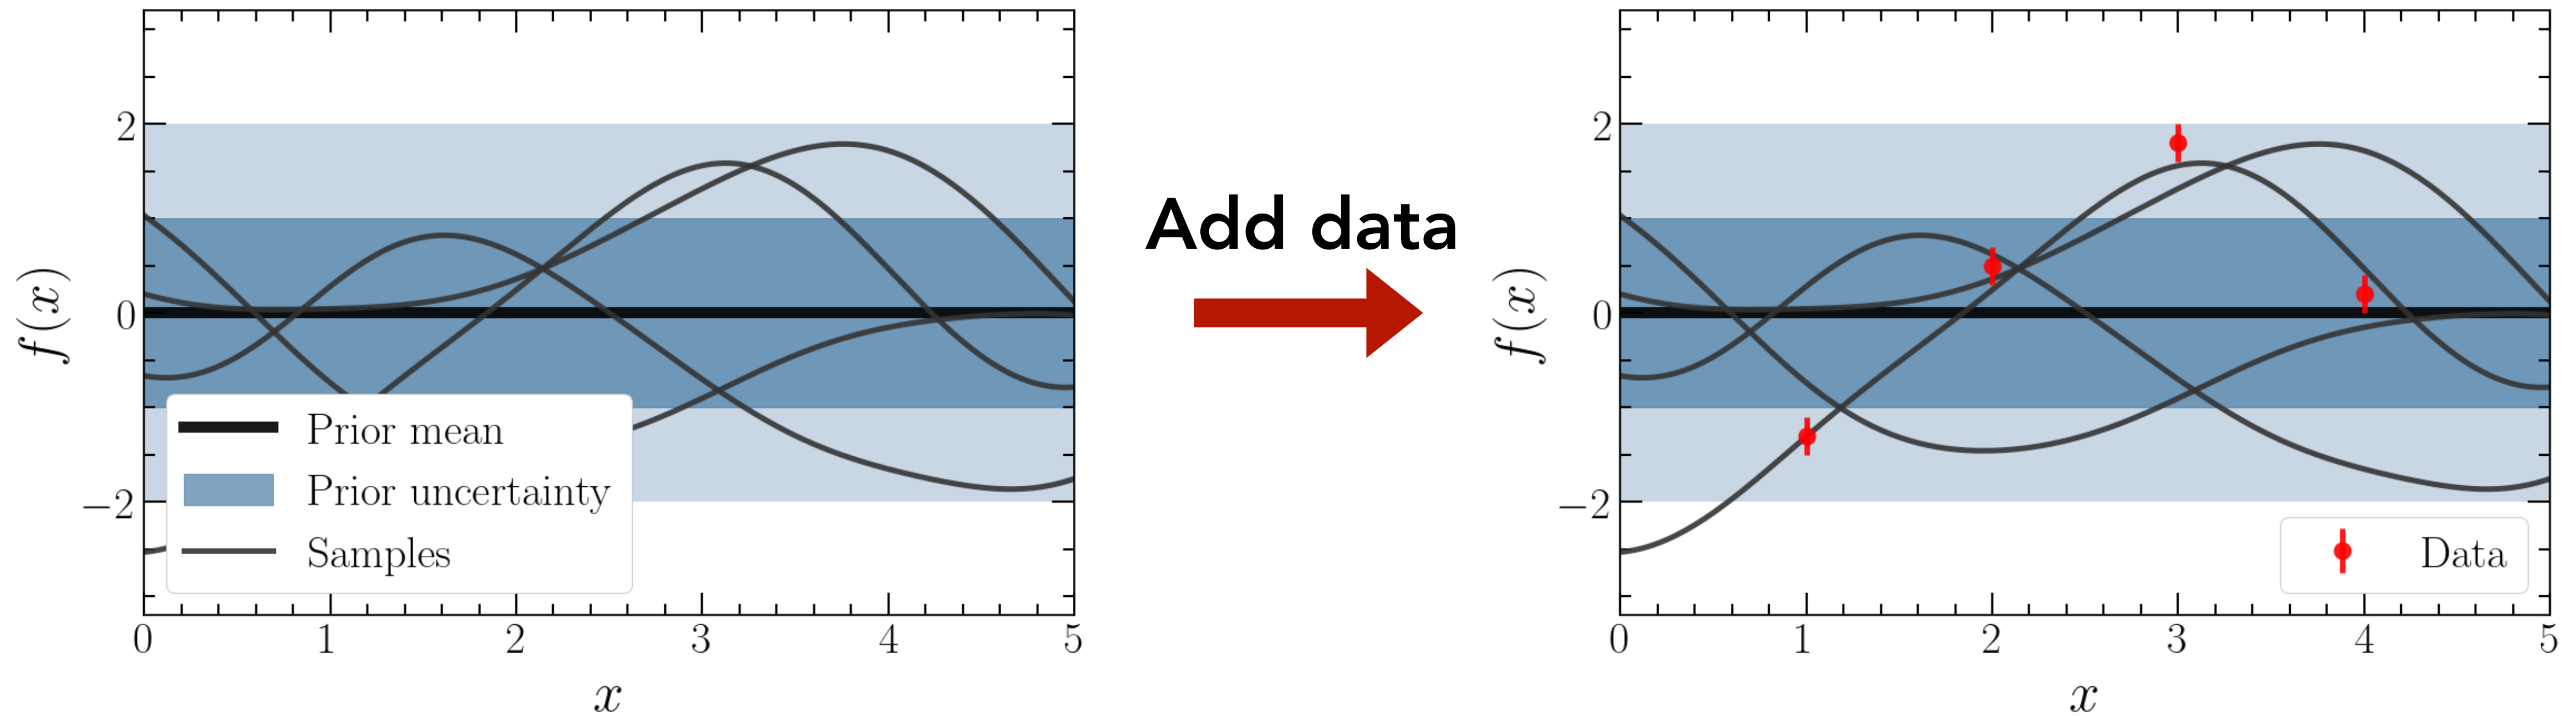 f(x)
2
0
−2
Prior mean
Prior uncertainty
Samples
0 1 2 3 4 5
x
Add data
f(x)
2
0
−2
Data
0 1 2 3 4 5
x